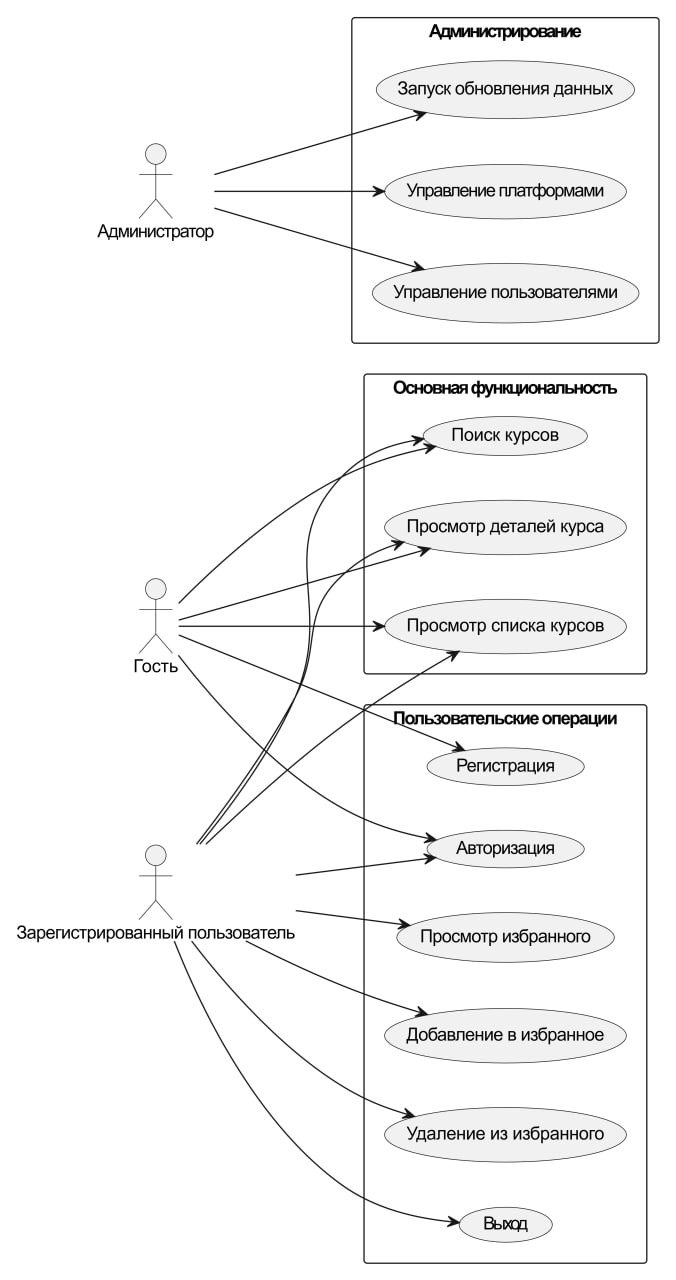 Администрирование
Запуск обновления данных
Управление платформами
Администратор
Управление пользователями
Основная функциональность
Поиск курсов
Просмотр деталей курса
Просмотр списка курсов
Гость
Пользовательские операции
Регистрация
Авторизация
Зарегистрированный пользователь
Просмотр избранного
Добавление в избранное
Удаление из избранного
Выход